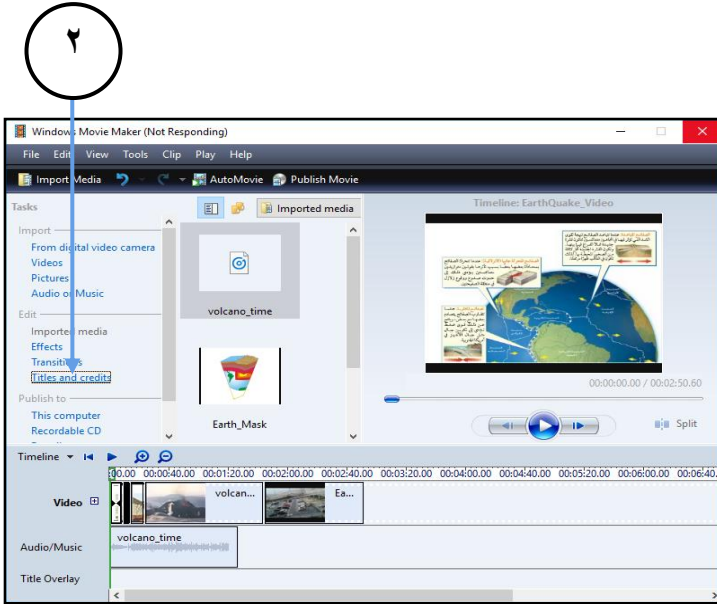 ٢
Windows Movie Maker (Not Responding)
File Edit View Tools Clip Play Help
Import Media AutoMovie Publish Movie
Tasks
Imported media
Timeline: EarthQuake_Video
Import
From digital video camera
Videos
Pictures
Audio or Music
Edit
Imported media
Effects
Transitions
Titles and credits
Publish to
This computer
Recordable CD
volcano_time
Earth_Mask
00:00:00.00 / 00:02:50.60
Split
Timeline
00.00 00:00:40.00 00:01:20.00 00:02:00.00 00:02:40.00 00:03:20.00 00:04:00.00 00:04:40.00 00:05:20.00 00:06:00.00 00:06:40.
Video
volcan... Ea...
Audio/Music
volcano_time
Title Overlay